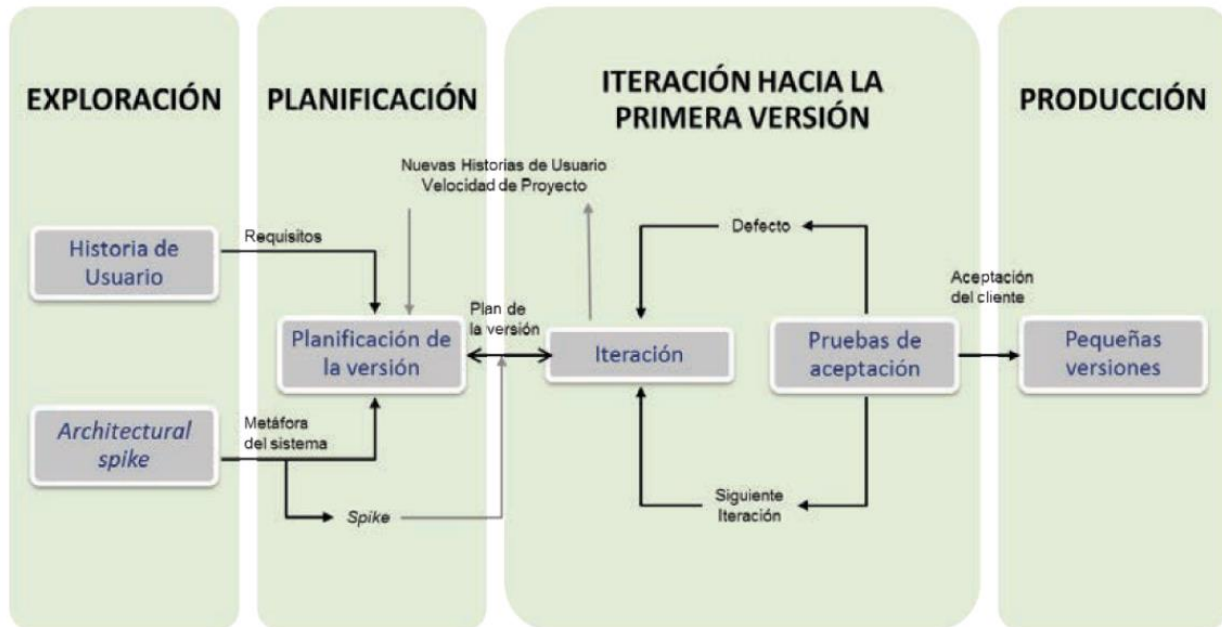 EXPLORACIÓN
PLANIFICACIÓN
ITERACIÓN HACIA LA
PRIMERA VERSIÓN
PRODUCCIÓN
Nuevas Historias de Usuario
Velocidad de Proyecto
Historia de
Usuario
Requisitos
Defecto
Aceptación
del cliente
Plan de
la versión
Planificación de
la versión
Iteración
Pruebas de
aceptación
Pequeñas
versiones
Architectural
spike
Metáfora
del sistema
Spike
Siguiente
Iteración